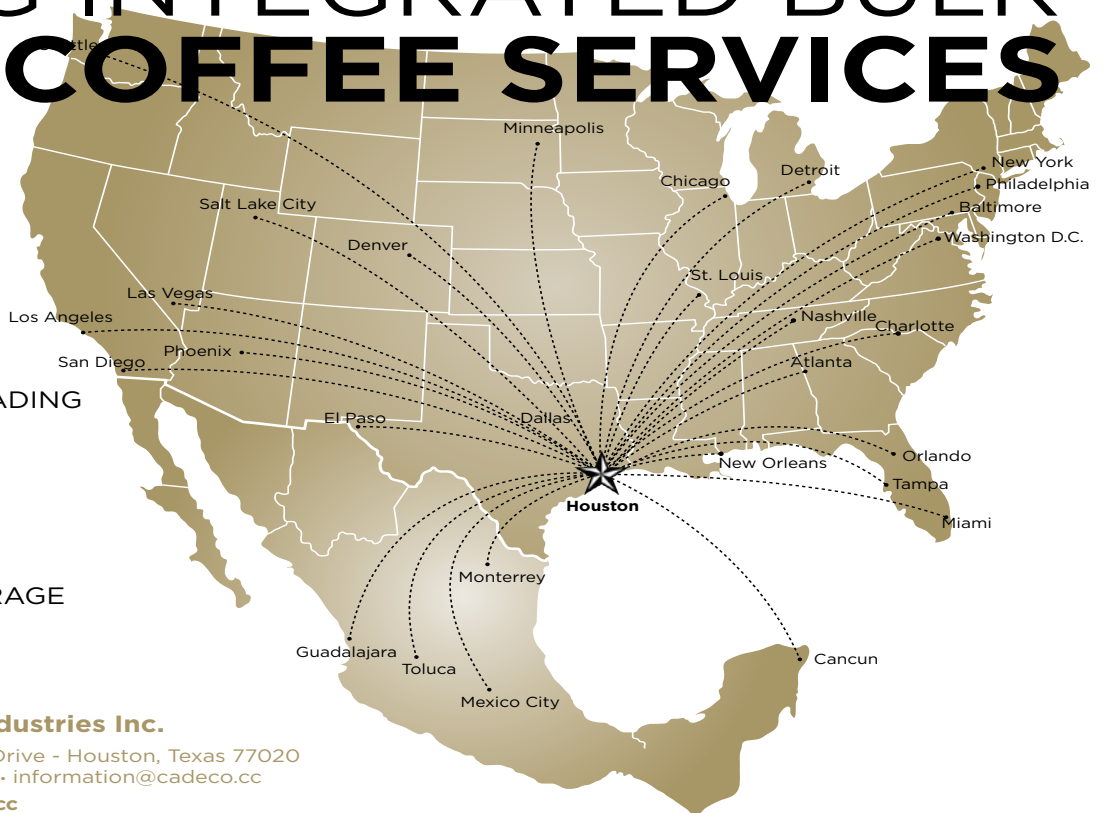 G INTEGRATED BULK
COFFEE SERVICES
Minneapolis
Chicago
Detroit
New York
Philadelphia
Baltimore
Washington D.C.
Salt Lake City
Denver
St. Louis
Las Vegas
Los Angeles
Nashville
Charlotte
San Diego
Phoenix
Atlanta
ADING
El Paso
Dallas
New Orleans
Orlando
Tampa
Houston
Miami
Monterrey
RAGE
Guadalajara
Toluca
Cancun
Mexico City
dustries Inc.
Drive - Houston, Texas 77020
• information@cadeco.cc
cc